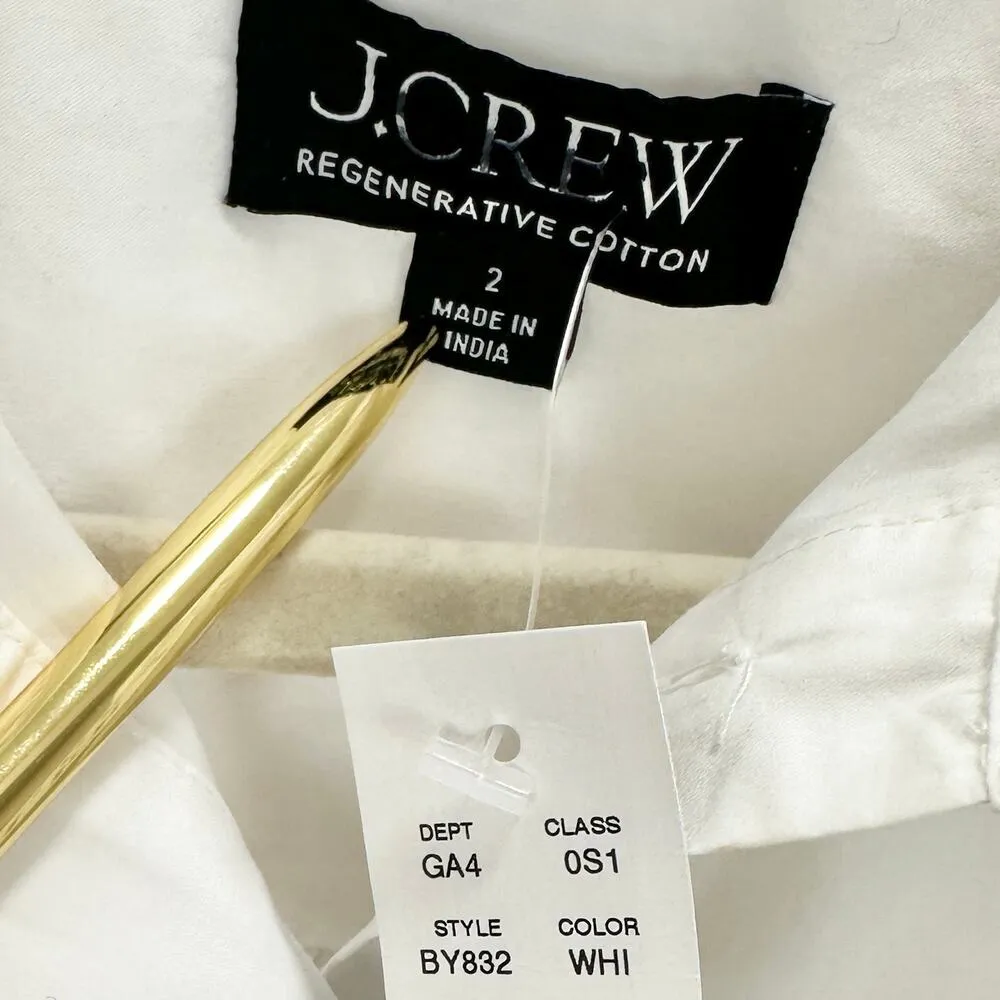 J.CREW
REGENERATIVE COTTON
2
MADE IN
INDIA
DEPT CLASS
GA4 0S1
STYLE COLOR
BY832 WHI